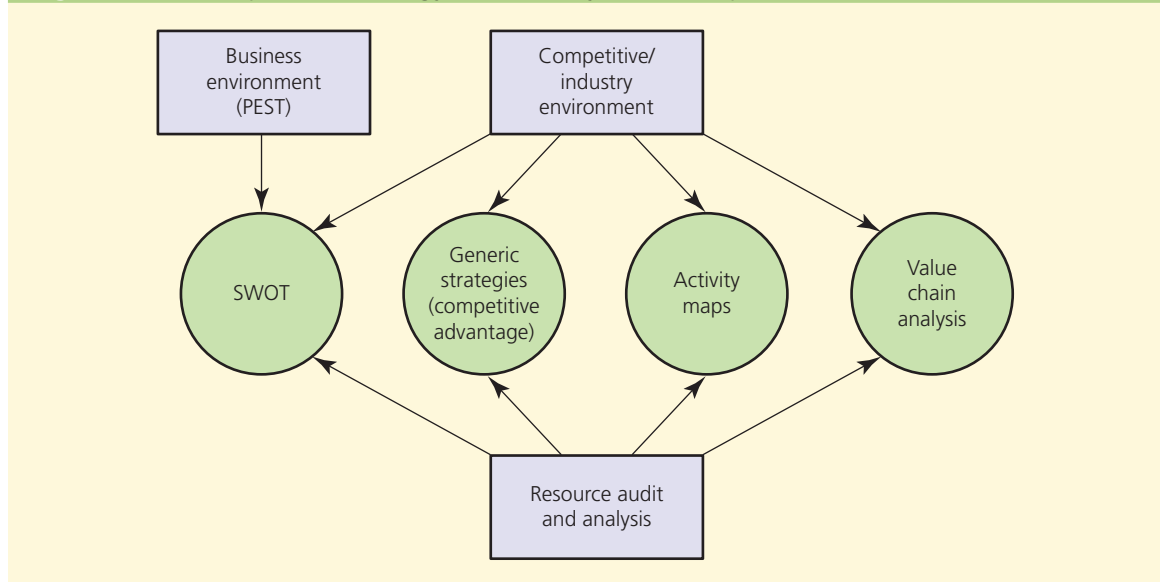 Business
environment
(PEST)
Competitive/
industry
environment
SWOT
Generic
strategies
(competitive
advantage)
Activity
maps
Value
chain
analysis
Resource audit
and analysis